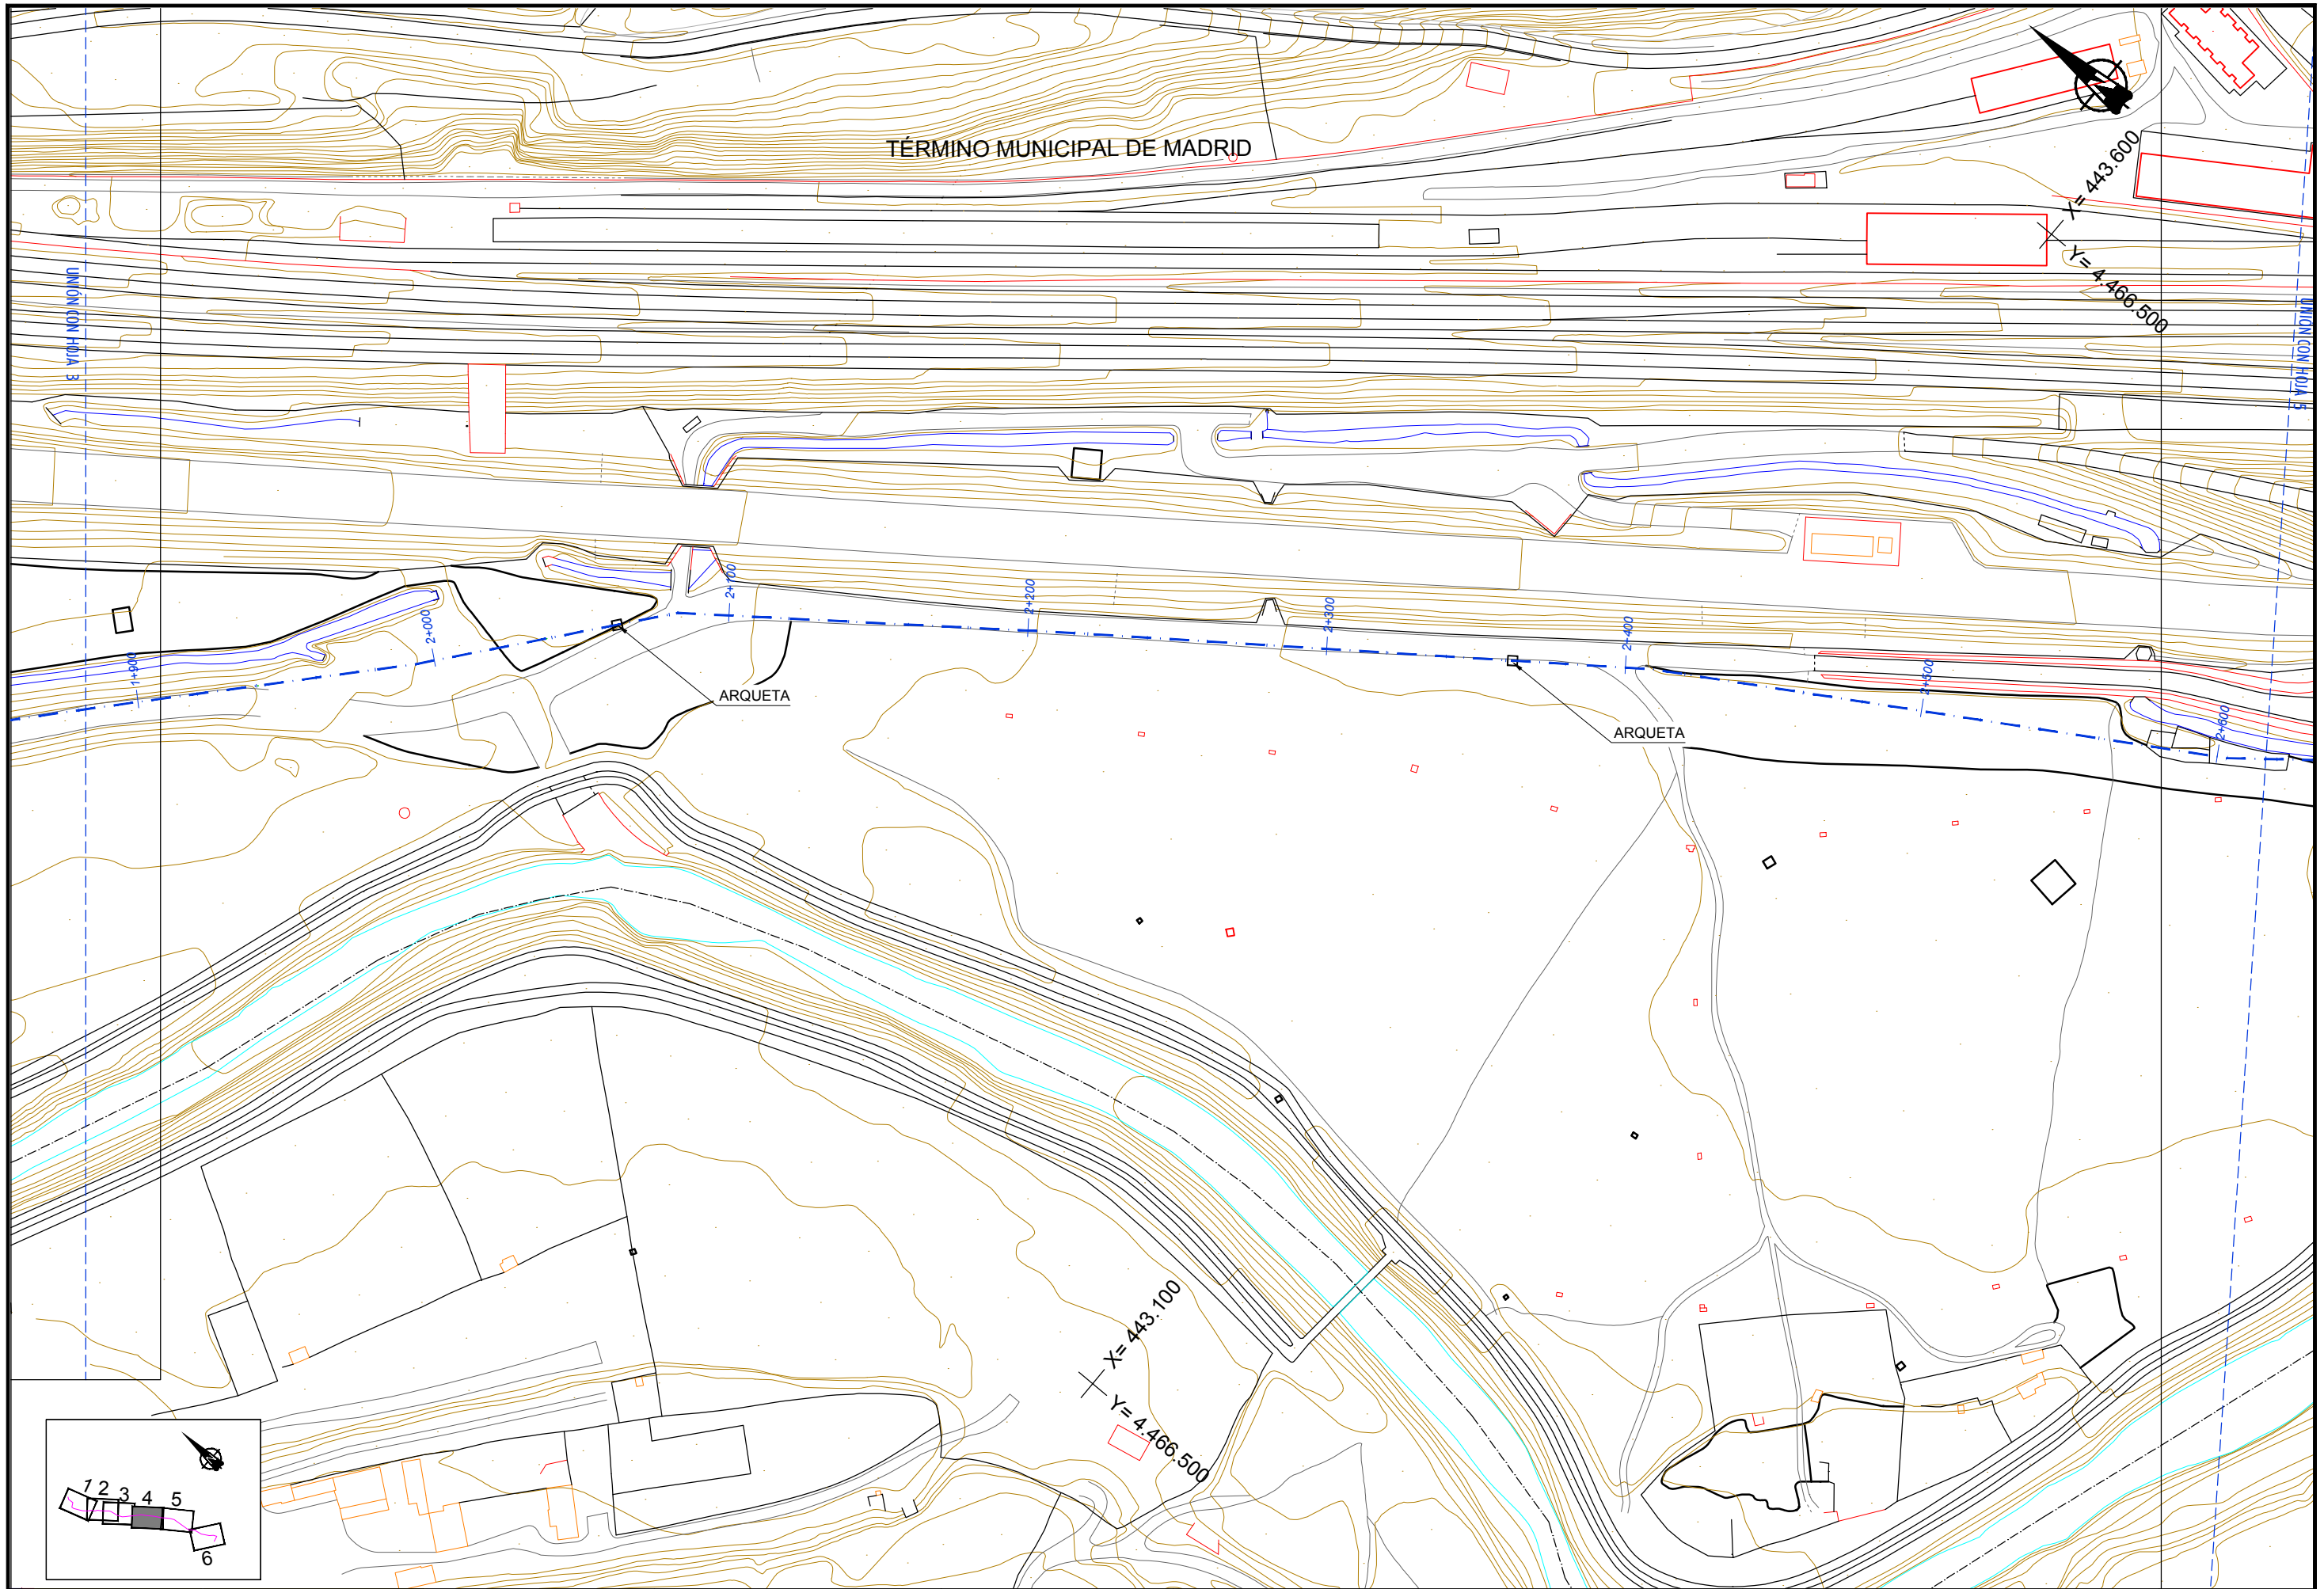 TÉRMINO MUNICIPAL DE MADRID
X= 443.600
Y= 4.466.500
UNION CON HOJA 3
UNION CON HOJA 5
1+900
2+000
2+100
2+200
2+300
2+400
2+500
2+600
ARQUETA
ARQUETA
X= 443.100
Y= 4.466.500
1 2 3 4 5
6